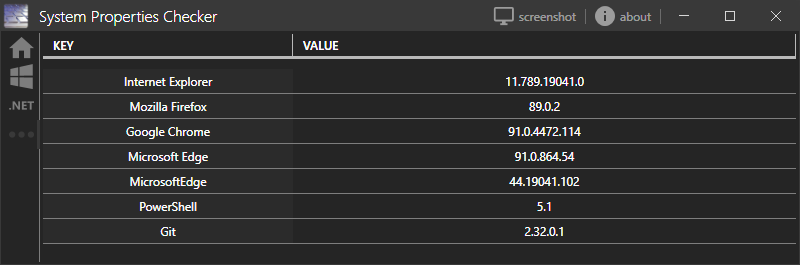 System Properties Checker screenshot about
KEY VALUE
Internet Explorer 11.789.19041.0
.NET Mozilla Firefox 89.0.2
Google Chrome 91.0.4472.114
Microsoft Edge 91.0.864.54
MicrosoftEdge 44.19041.102
PowerShell 5.1
Git 2.32.0.1